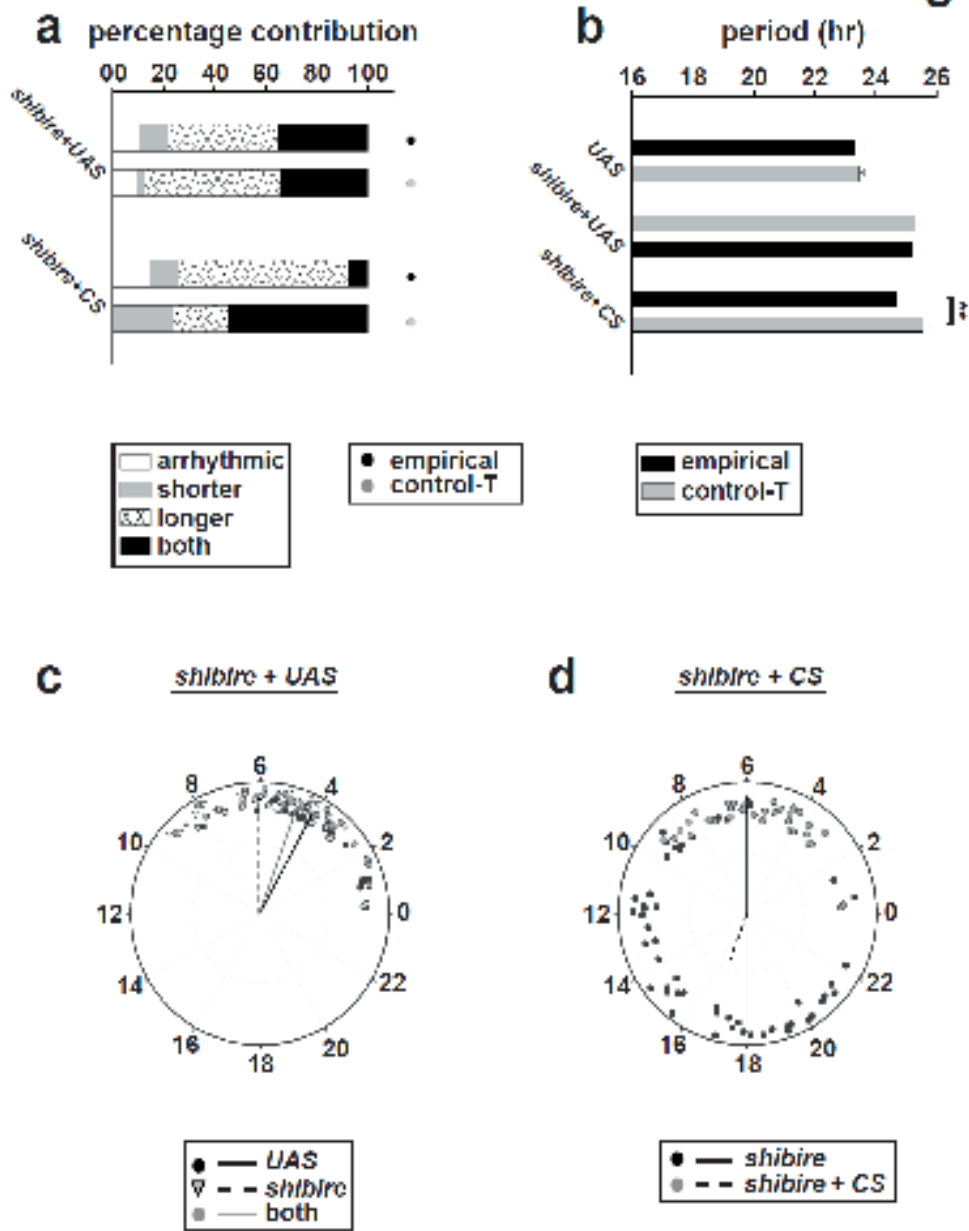 a percentage contribution
00 20 40 60 80 100
shibire+UAS
shibire+CS
b period (hr)
16 20 22 24 26
UAS
shibire+UAS
shibire+CS
**
arrhythmic
shorter
longer
both
empirical
control-T
empirical
control-T
c shibire + UAS
0 2 4 6 8 10 12 14 16 18 20 22
UAS
shibire
both
d shibire + CS
0 2 4 6 8 10 12 14 16 18 20 22
shibire
shibire + CS